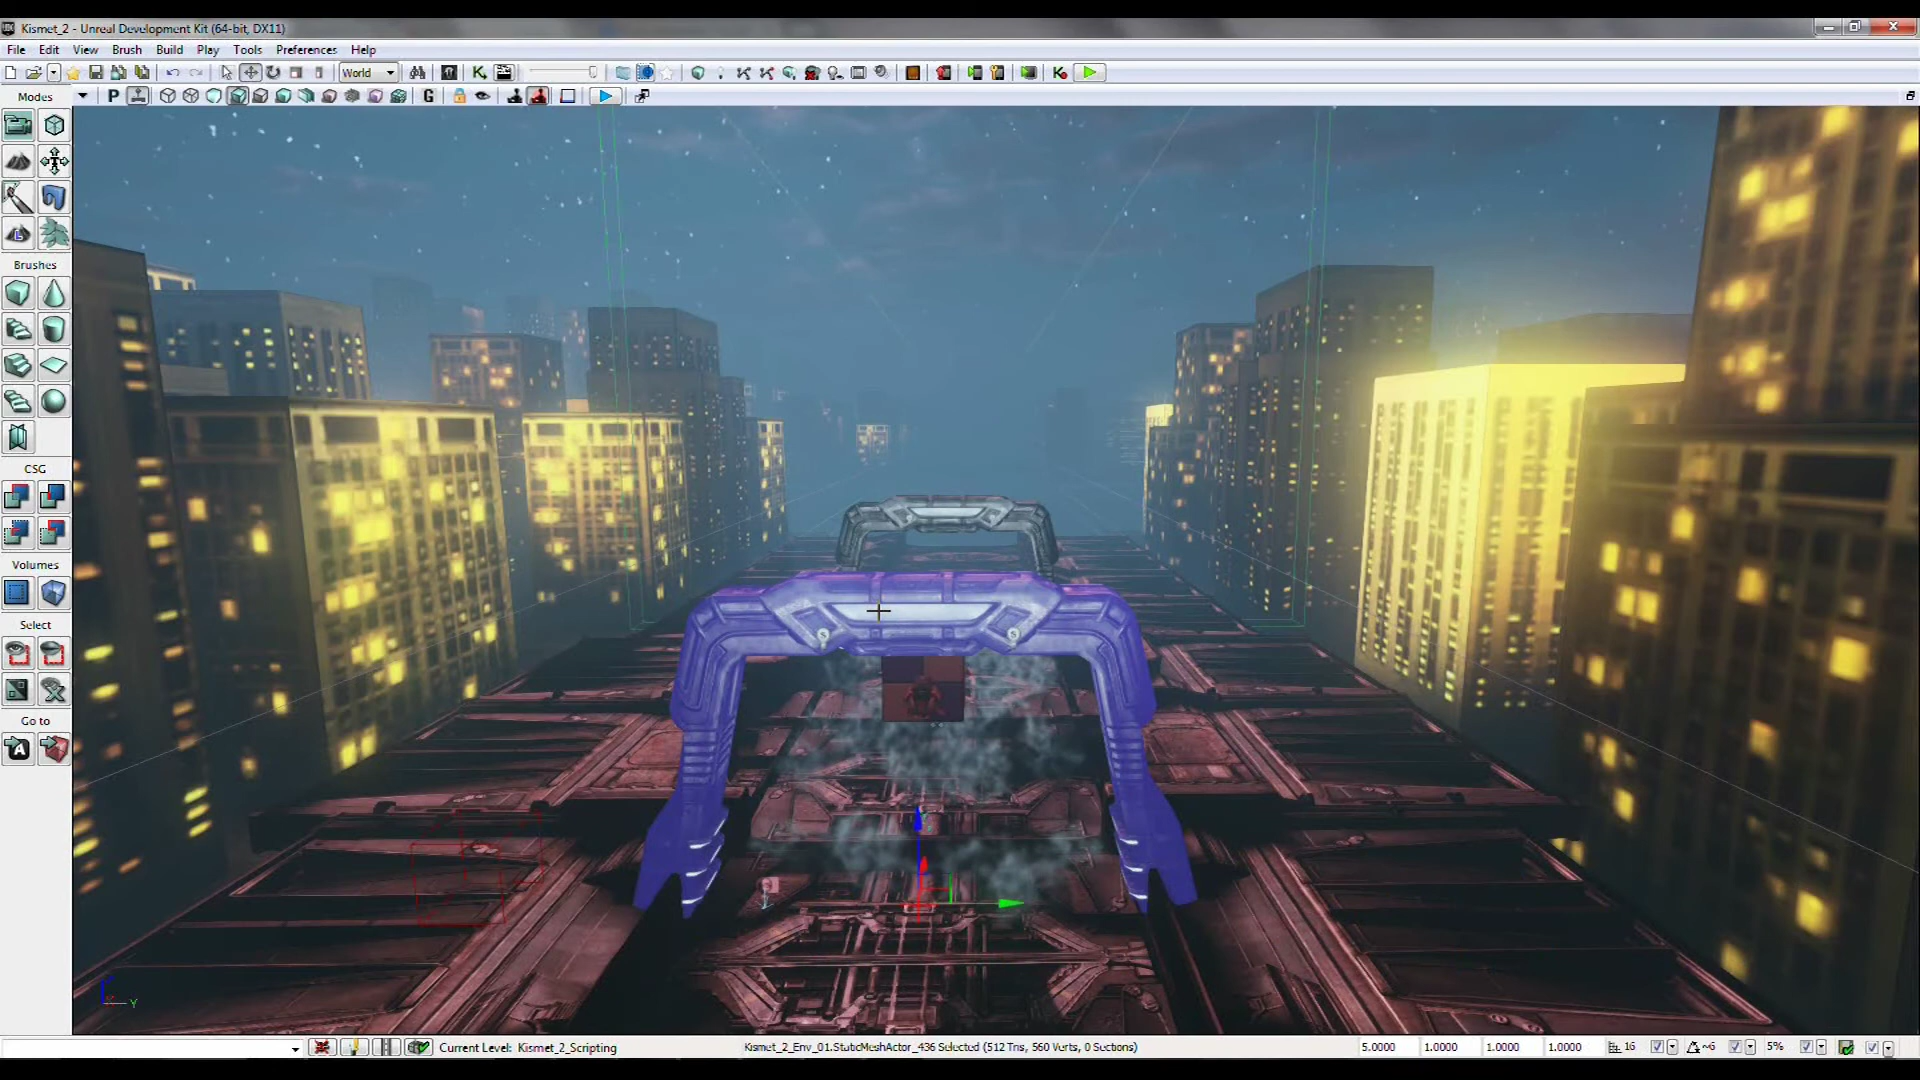 Kismet_2 - Unreal Development Kit (64-bit, DX11)
File Edit View Brush Build Play Tools Preferences Help
World
Modes
P
G
Brushes
CSG
Volumes
Select
Go to
A
S S
Y
Current Level: Kismet_2_Scripting
Kismet_2_Env_01.StaticMeshActor_436 Selected (512 Tris, 560 Verts, 0 Sections)
5.0000 1.0000 1.0000 1.0000 16 ~6 5%